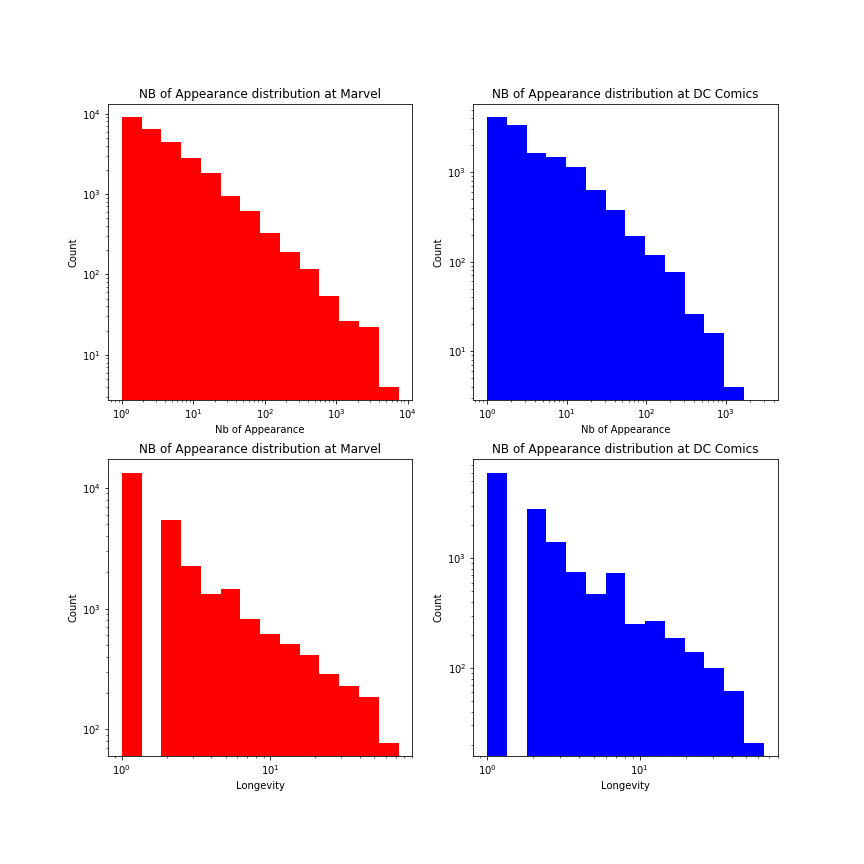 NB of Appearance distribution at Marvel
10^4
10^3
10^2
10^1
Count
10^0 10^1 10^2 10^3 10^4
Nb of Appearance
NB of Appearance distribution at DC Comics
10^3
10^2
10^1
Count
10^0 10^1 10^2 10^3
Nb of Appearance
NB of Appearance distribution at Marvel
10^4
10^3
10^2
Count
10^0 10^1
Longevity
NB of Appearance distribution at DC Comics
10^3
10^2
Count
10^0 10^1
Longevity